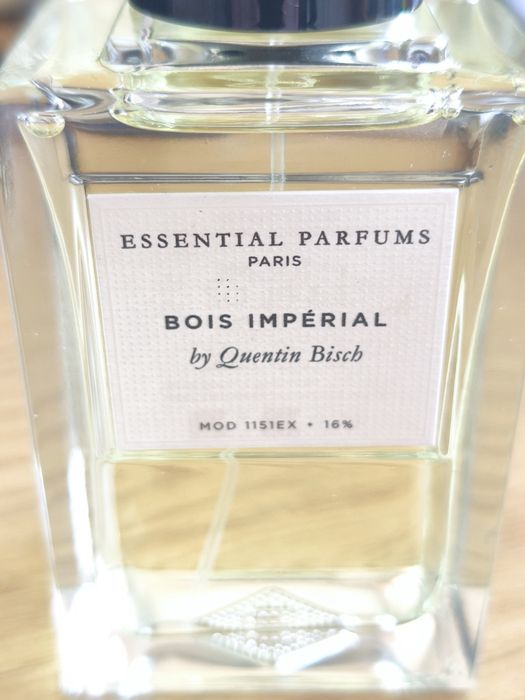 ESSENTIAL PARFUMS
PARIS
BOIS IMPÉRIAL
by Quentin Bisch
MOD 1151EX • 16%